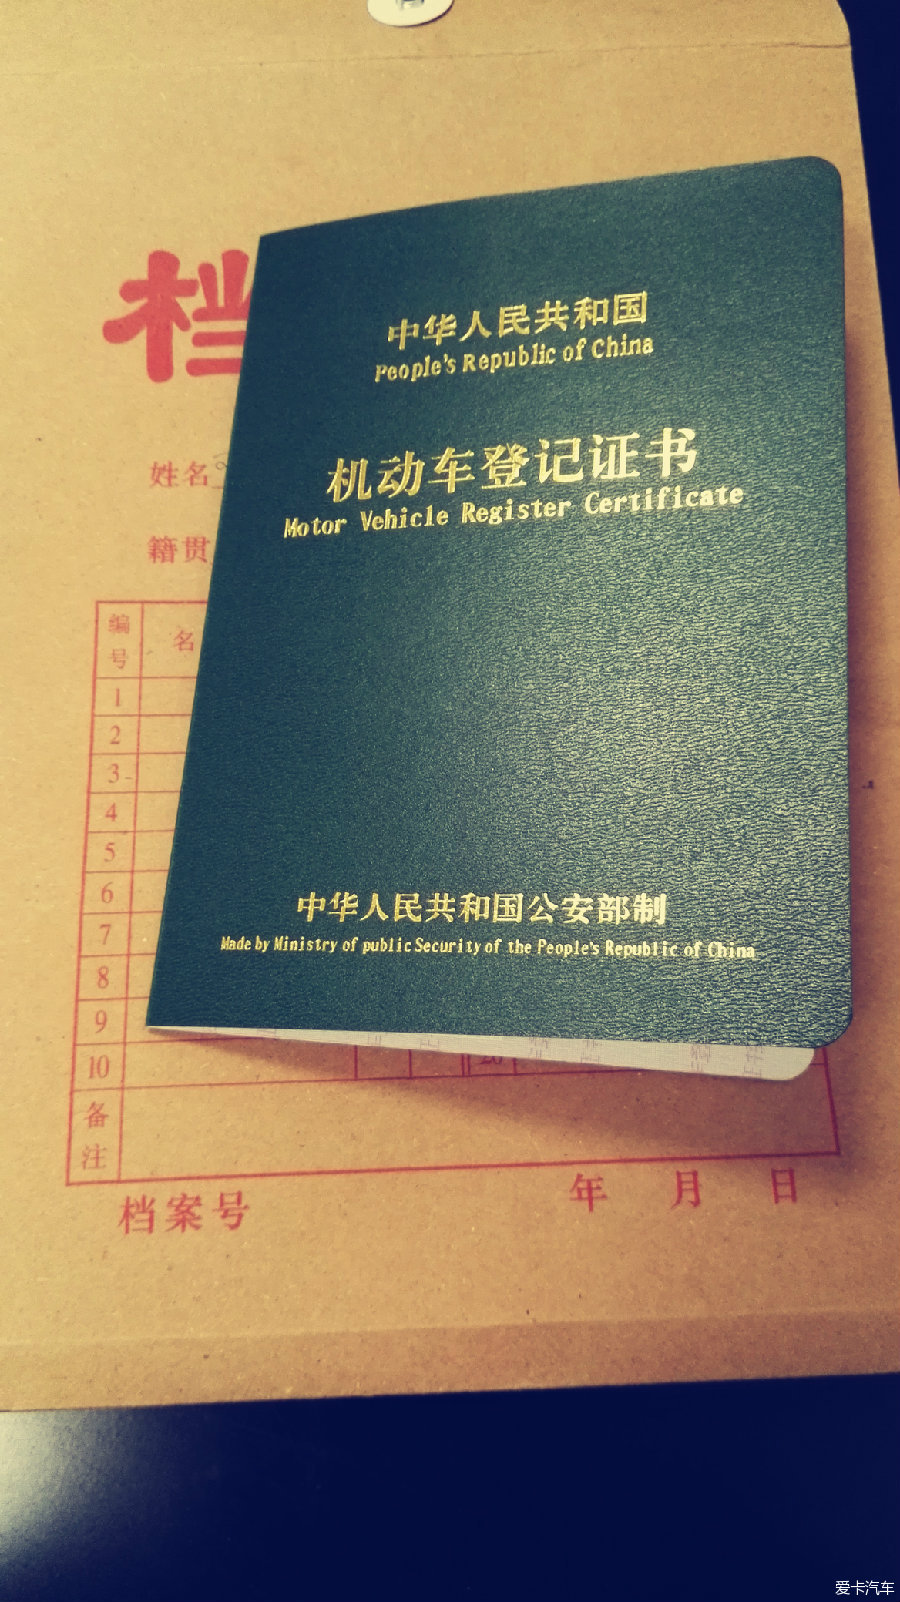 档
中华人民共和国
People's Republic of China
姓名
机动车登记证书
Motor Vehicle Register Certificate
籍贯
编号
名
1
2
3
4
5
6
7
8
9
10
中华人民共和国公安部制
Made by Ministry of public Security of the People's Republic of China
20
备注
档案号 年 月 日
爱卡汽车